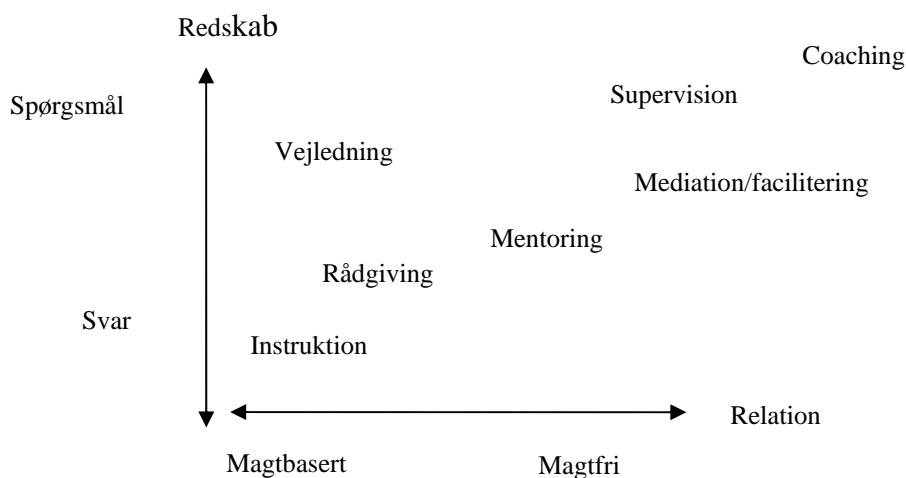 Redskab
Coaching
Supervision
Spørgsmål
Vejledning
Mediation/facilitering
Mentoring
Rådgiving
Svar
Instruktion
Relation
Magtbasert
Magtfri